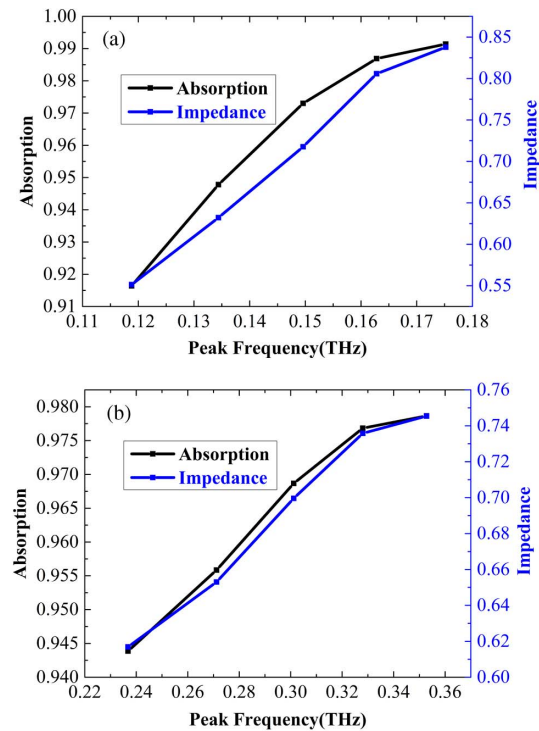 (a)
Absorption
Impedance
1.00
0.99
0.98
0.97
0.96
0.95
0.94
0.93
0.92
0.91
Absorption
0.85
0.80
0.75
0.70
0.65
0.60
0.55
Impedance
0.11 0.12 0.13 0.14 0.15 0.16 0.17 0.18
Peak Frequency(THz)
(b)
Absorption
Impedance
0.980
0.975
0.970
0.965
0.960
0.955
0.950
0.945
0.940
Absorption
0.76
0.74
0.72
0.70
0.68
0.66
0.64
0.62
0.60
Impedance
0.22 0.24 0.26 0.28 0.30 0.32 0.34 0.36
Peak Frequency(THz)